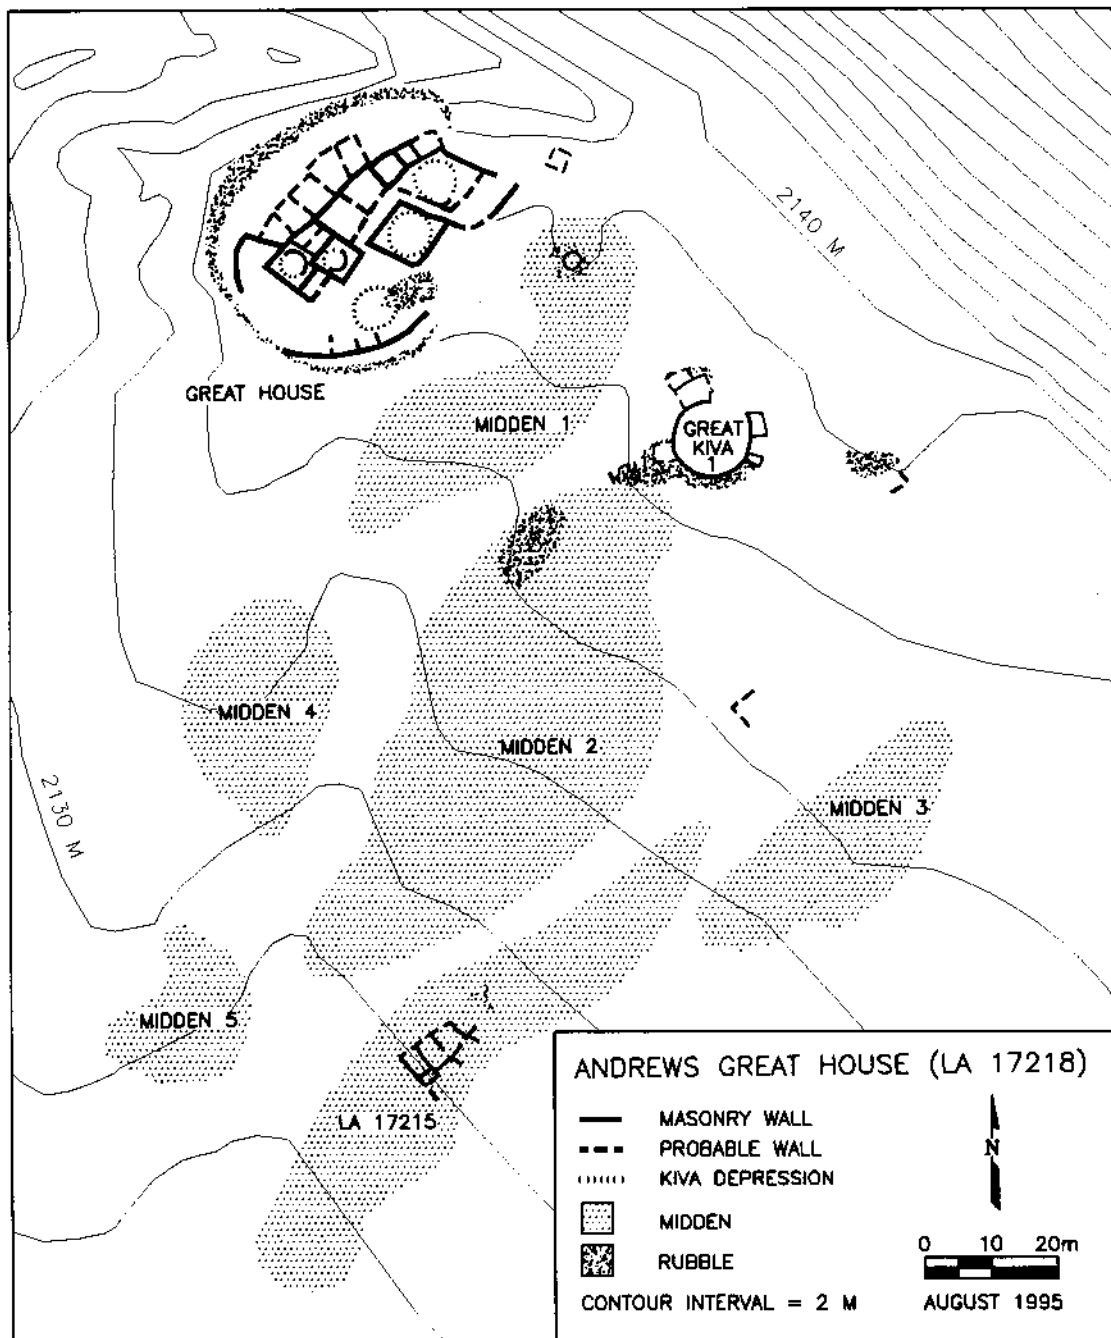 2140 M
GREAT HOUSE
MIDDEN 1
GREAT
KIVA
1
MIDDEN 4
MIDDEN 2
2130 M
MIDDEN 3
MIDDEN 5
LA 17215
ANDREWS GREAT HOUSE (LA 17218)
MASONRY WALL
PROBABLE WALL
KIVA DEPRESSION
MIDDEN
RUBBLE
CONTOUR INTERVAL = 2 M
N
0 10 20m
AUGUST 1995